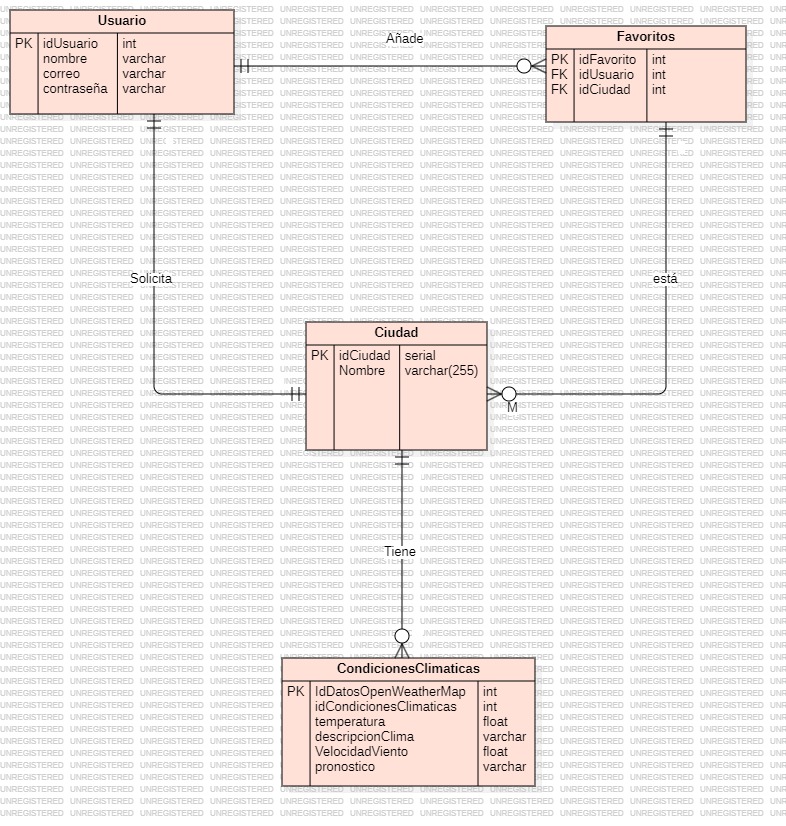 Usuario
PK idUsuario int
nombre varchar
correo varchar
contraseña varchar
Añade
Favoritos
PK idFavorito int
FK idUsuario int
FK idCiudad int
Solicita
está
Ciudad
PK idCiudad serial
Nombre varchar(255)
M
Tiene
CondicionesClimaticas
PK IdDatosOpenWeatherMap int
idCondicionesClimaticas int
temperatura float
descripcionClima varchar
VelocidadViento float
pronostico varchar
UNREGISTERED